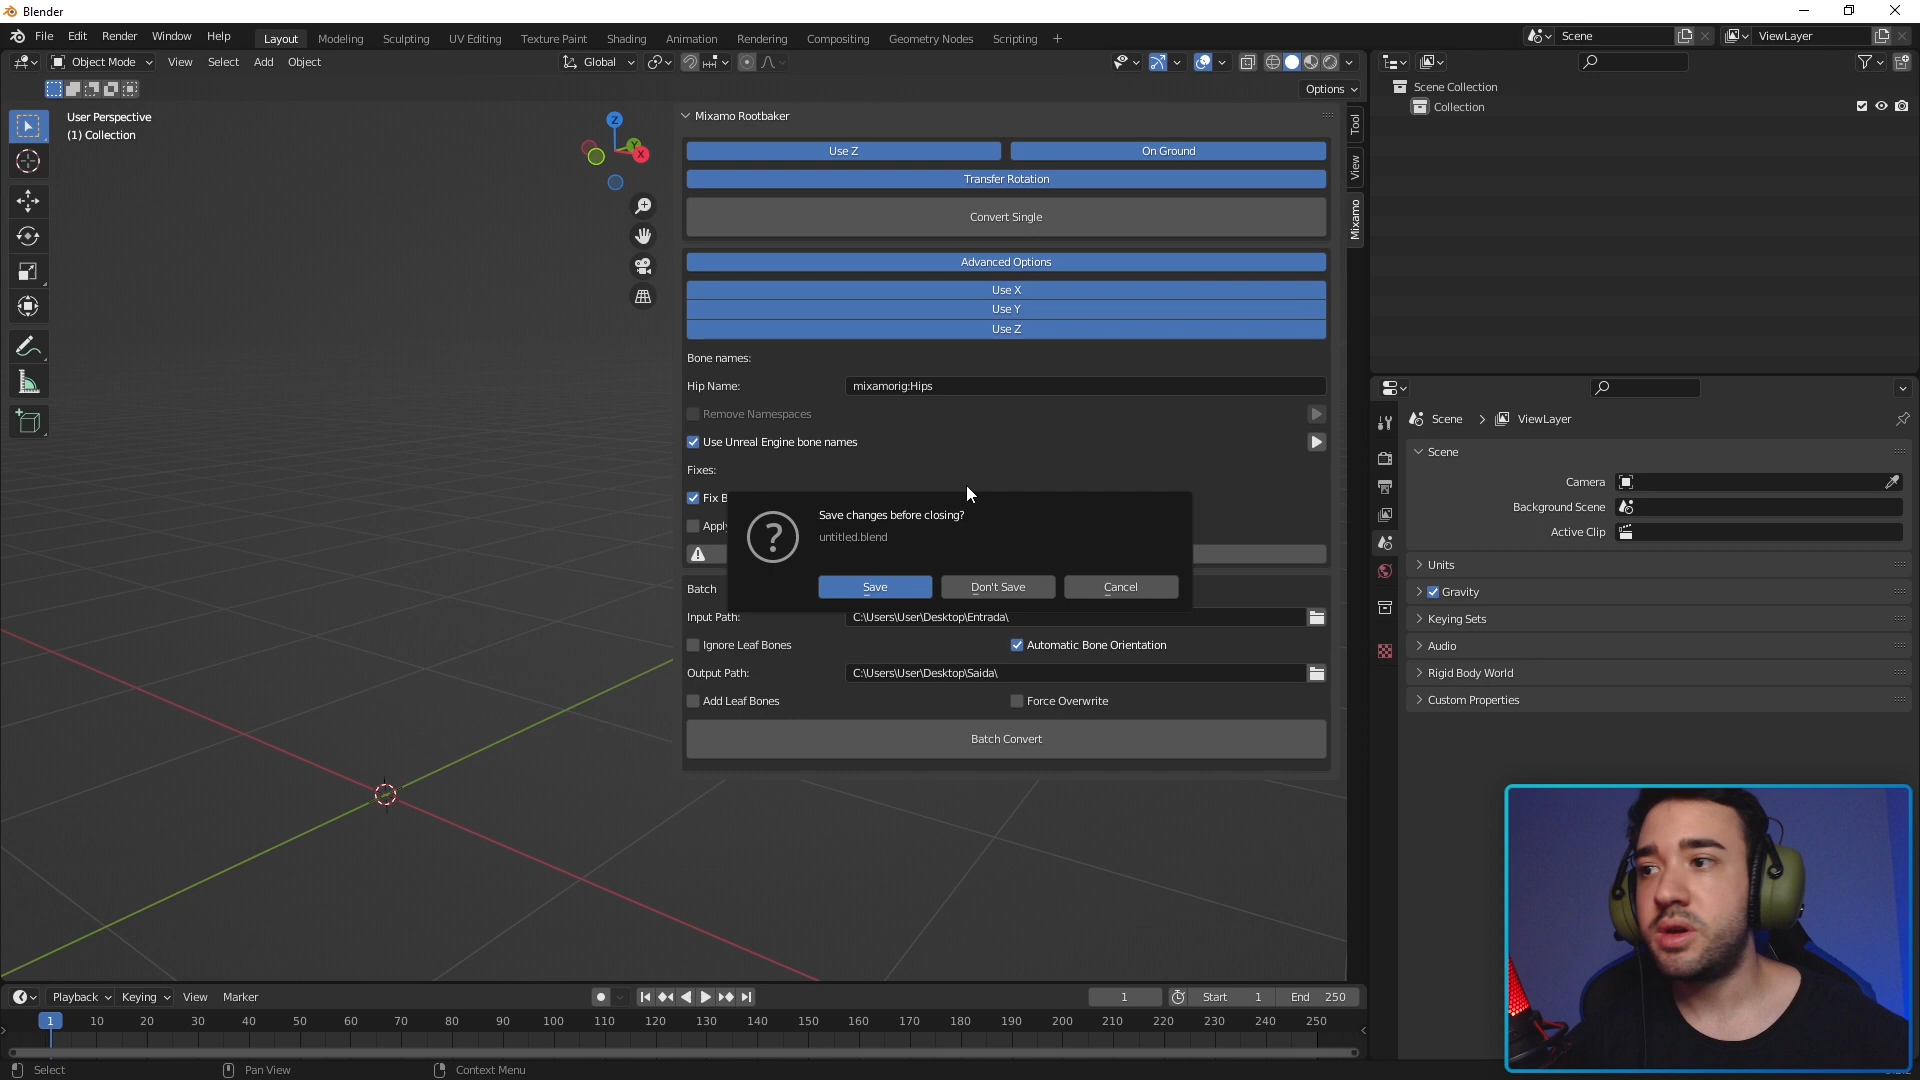 Blender
File Edit Render Window Help Layout Modeling Sculpting UV Editing Texture Paint Shading Animation Rendering Compositing Geometry Nodes Scripting + Scene ViewLayer
Object Mode View Select Add Object Global
Options
User Perspective
(1) Collection
Z
Y
X
Mixamo Rootbaker
Use Z On Ground
Transfer Rotation
Convert Single
Advanced Options
Use X
Use Y
Use Z
Bone names:
Hip Name: mixamorig:Hips
Remove Namespaces
Use Unreal Engine bone names
Fixes:
Fix B
Apply
Save changes before closing?
untitled.blend
Save Don't Save Cancel
Batch
Input Path: C:\Users\User\Desktop\Entrada\
Ignore Leaf Bones Automatic Bone Orientation
Output Path: C:\Users\User\Desktop\Saida\
Add Leaf Bones Force Overwrite
Batch Convert
Tool
View
Mixamo
Scene Collection
Collection
Scene > ViewLayer
Scene
Camera
Background Scene
Active Clip
Units
Gravity
Keying Sets
Audio
Rigid Body World
Custom Properties
Playback Keying View Marker 1 Start 1 End 250
1 10 20 30 40 50 60 70 80 90 100 110 120 130 140 150 160 170 180 190 200 210 220 230 240 250
Select Pan View Context Menu